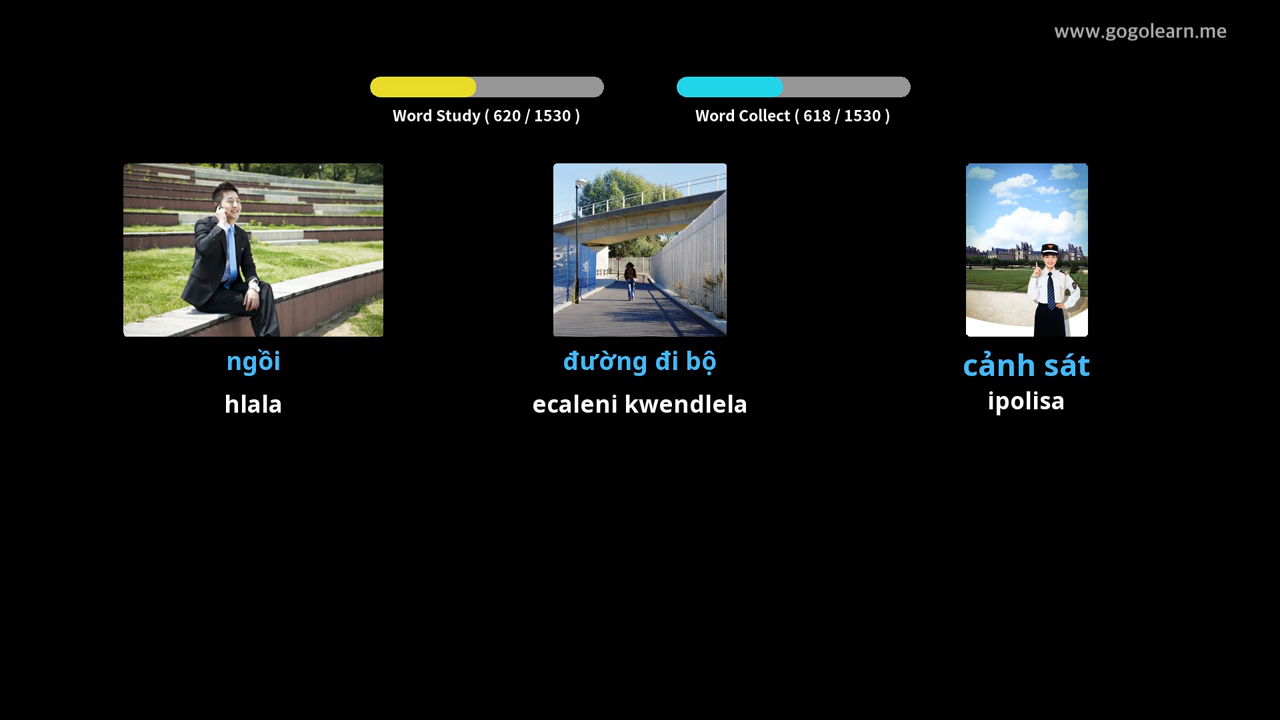 www.gogolearn.me
Word Study ( 620 / 1530 )
Word Collect ( 618 / 1530 )
ngồi
đường đi bộ
cảnh sát
hlala
ecaleni kwendlela
ipolisa